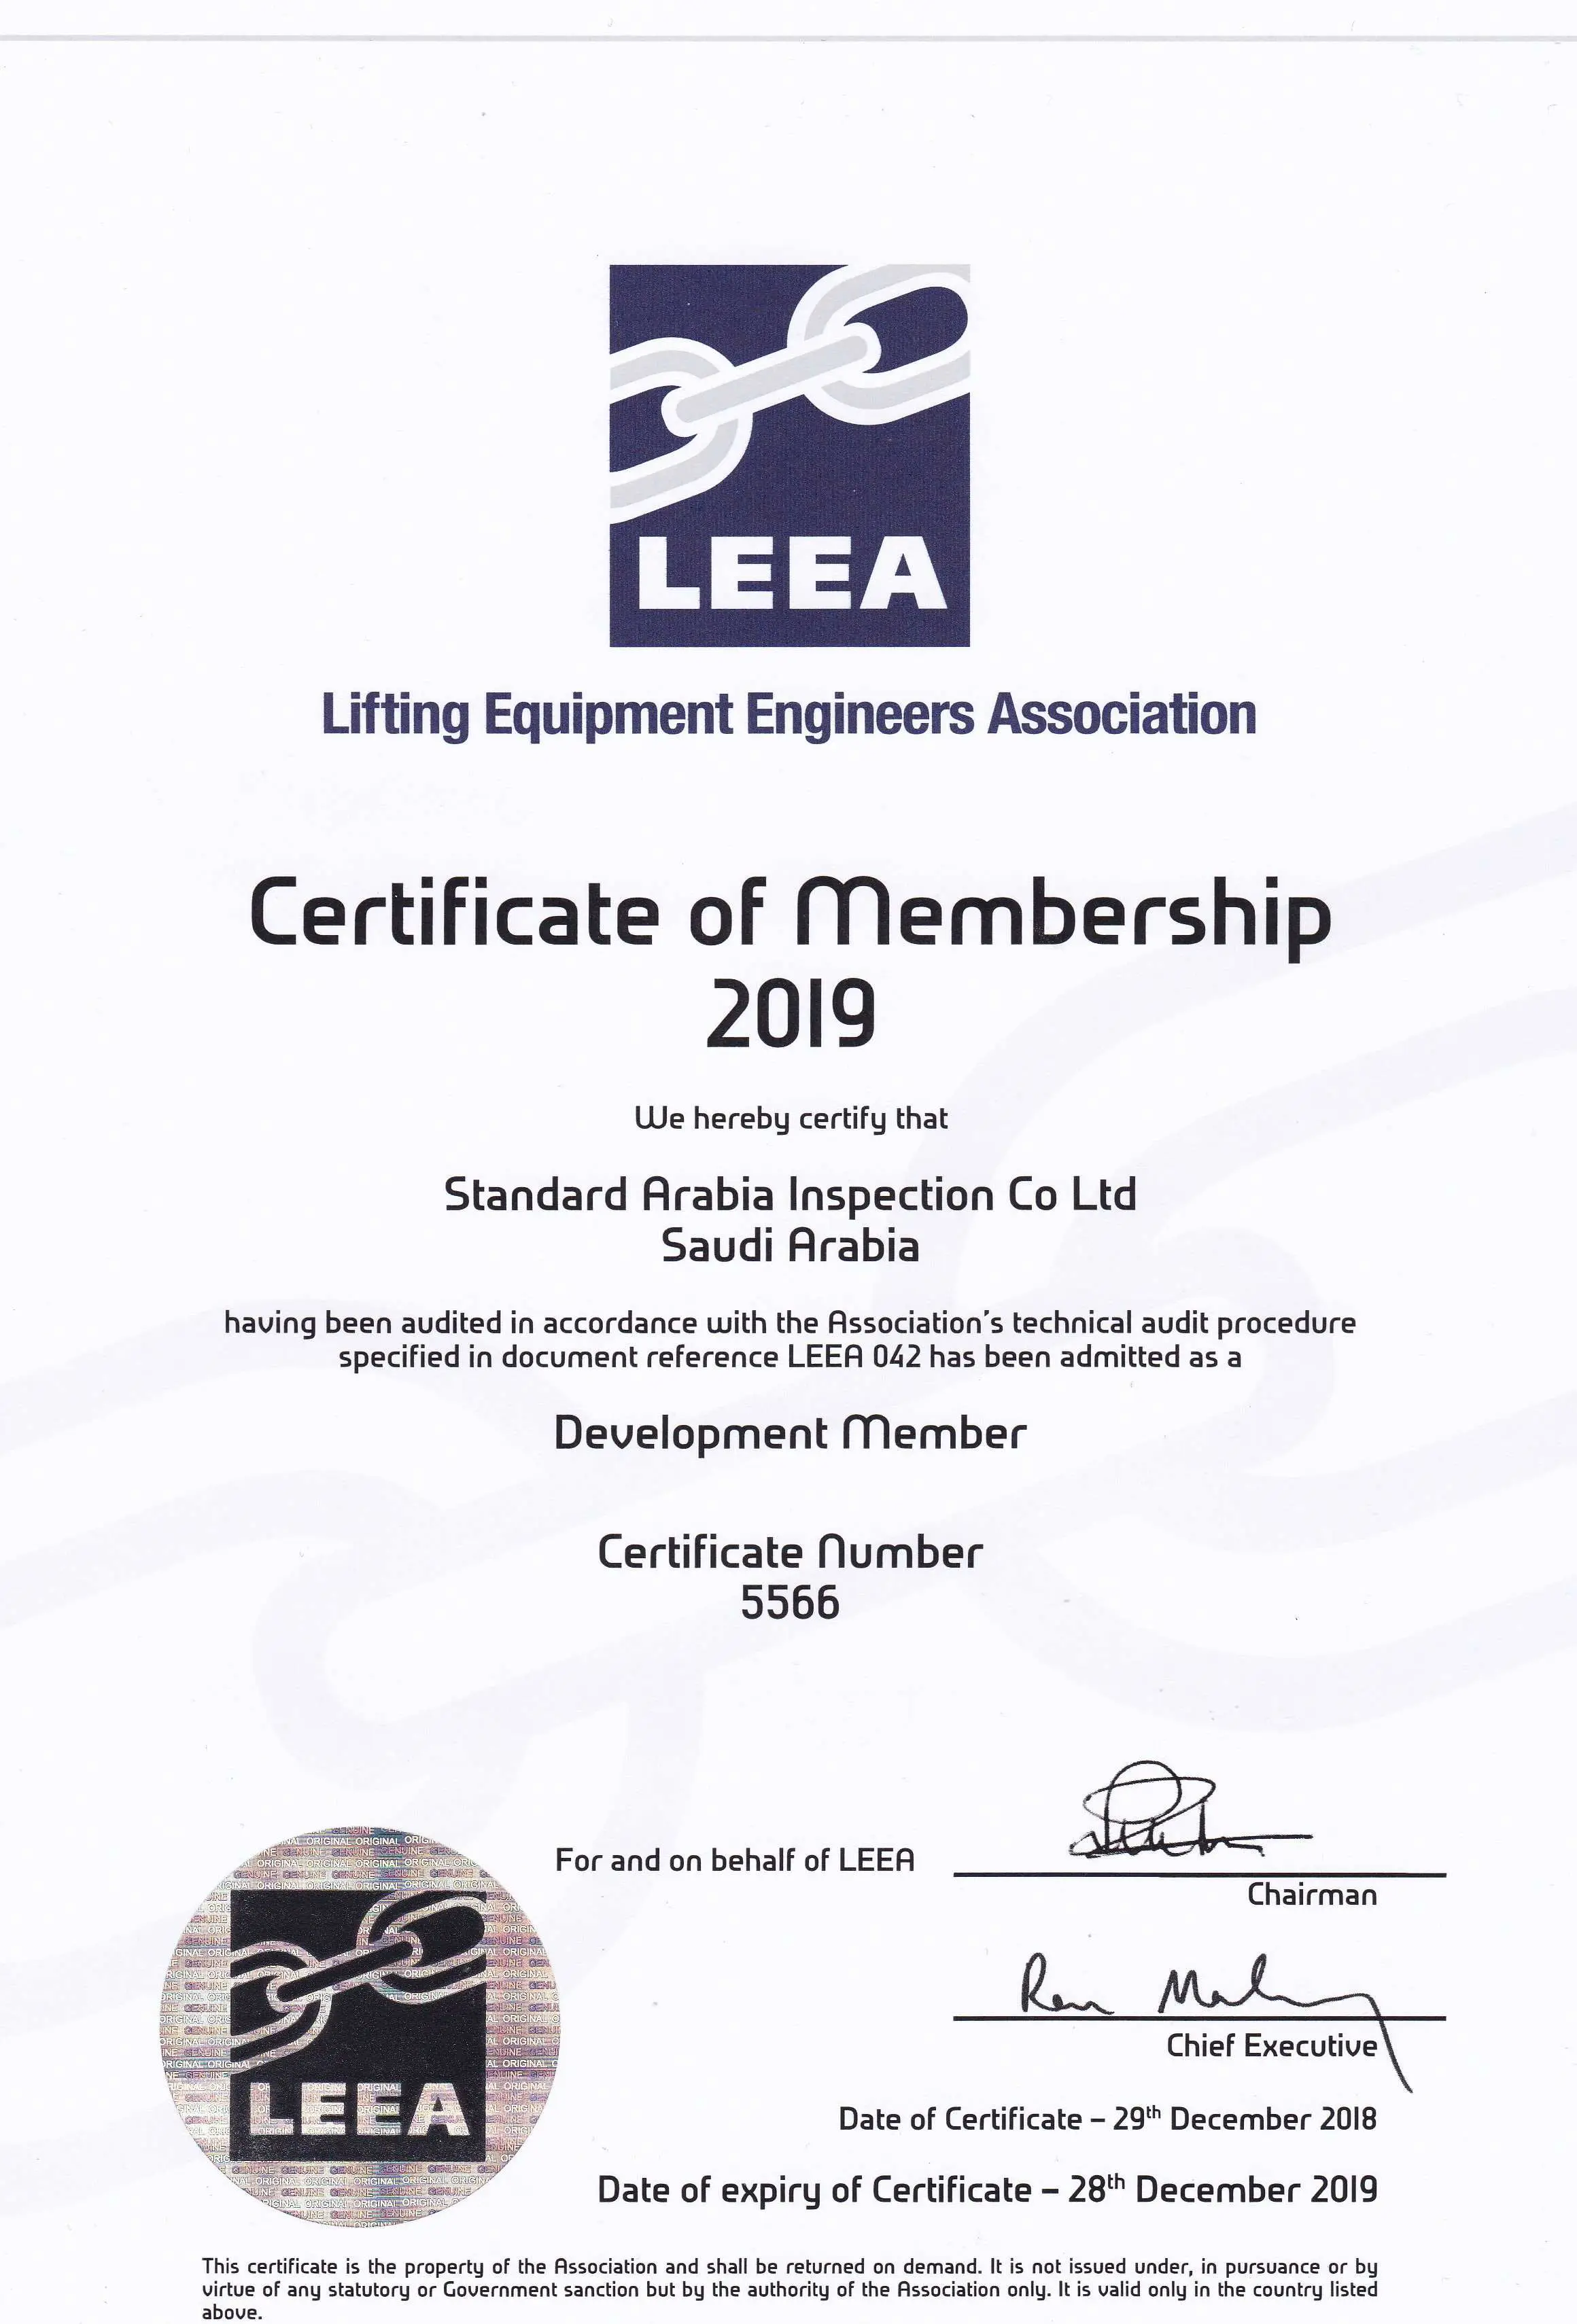 LEEA
Lifting Equipment Engineers Association
Certificate of Membership
2019
We hereby certify that
Standard Arabia Inspection Co Ltd
Saudi Arabia
having been audited in accordance with the Association's technical audit procedure
specified in document reference LEEA 042 has been admitted as a
Development Member
Certificate Number
5566
For and on behalf of LEEA
Chairman
Chief Executive
LEEA
Date of Certificate – 29th December 2018
Date of expiry of Certificate – 28th December 2019
This certificate is the property of the Association and shall be returned on demand. It is not issued under, in pursuance or by
virtue of any statutory or Government sanction but by the authority of the Association only. It is valid only in the country listed
above.